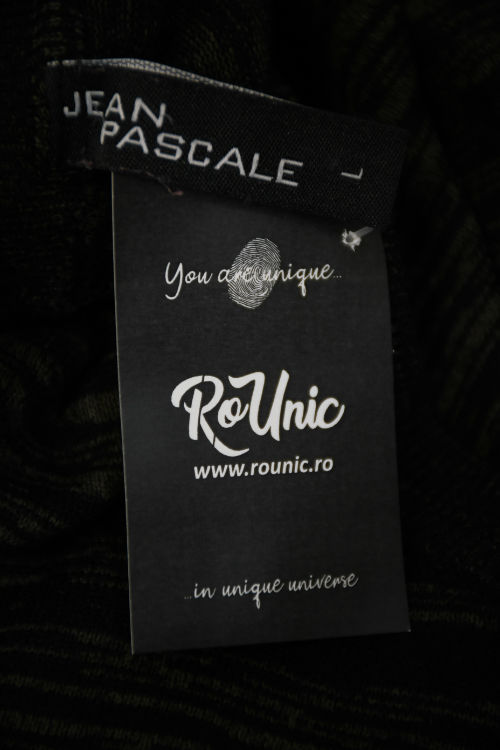 JEAN
PASCALE L
You are unique...
RoUnic
www.rounic.ro
...in unique universe